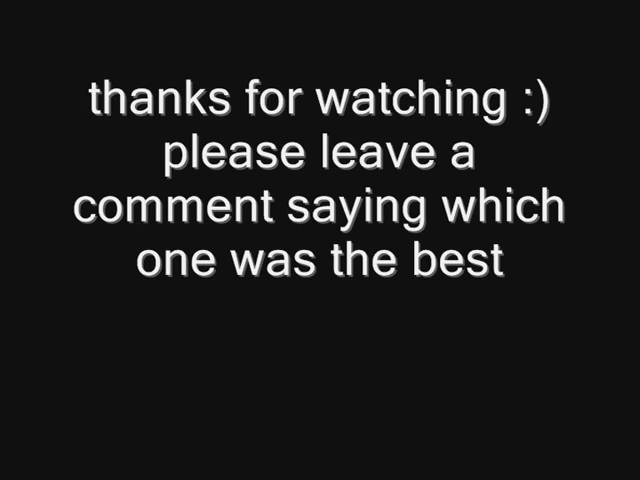 thanks for watching :)
please leave a
comment saying which
one was the best